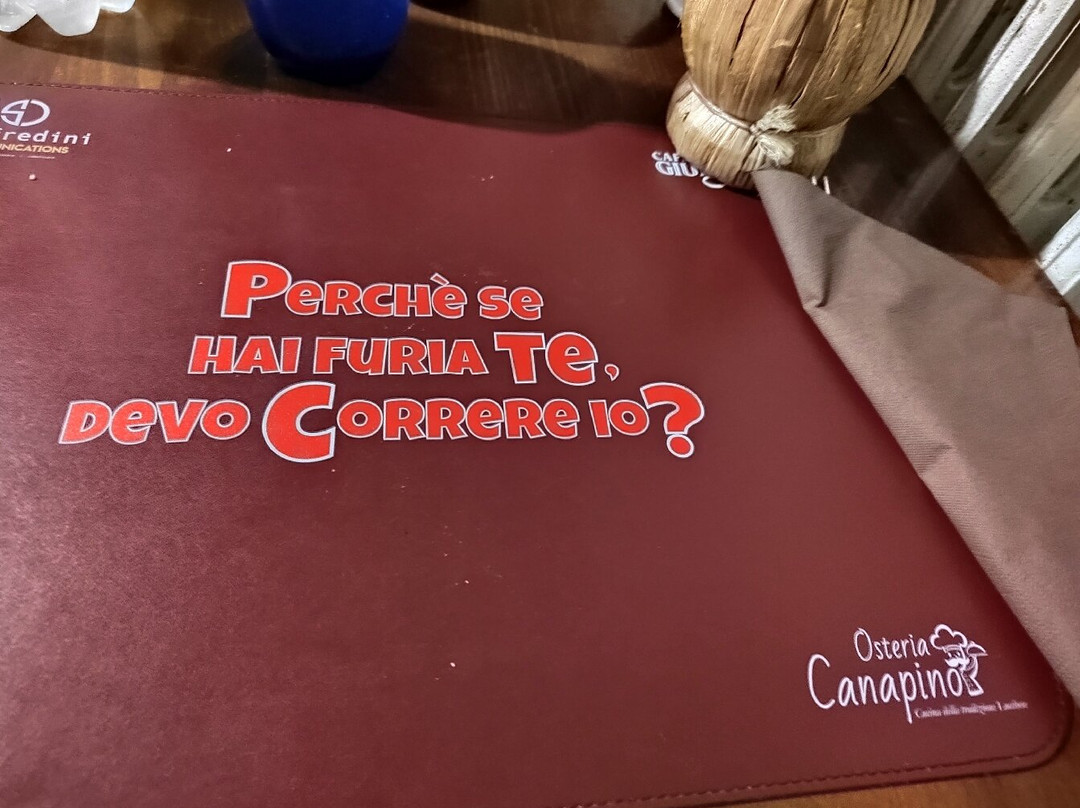 Perchè se
hai furia te,
devo correre io?
Osteria
Canapino